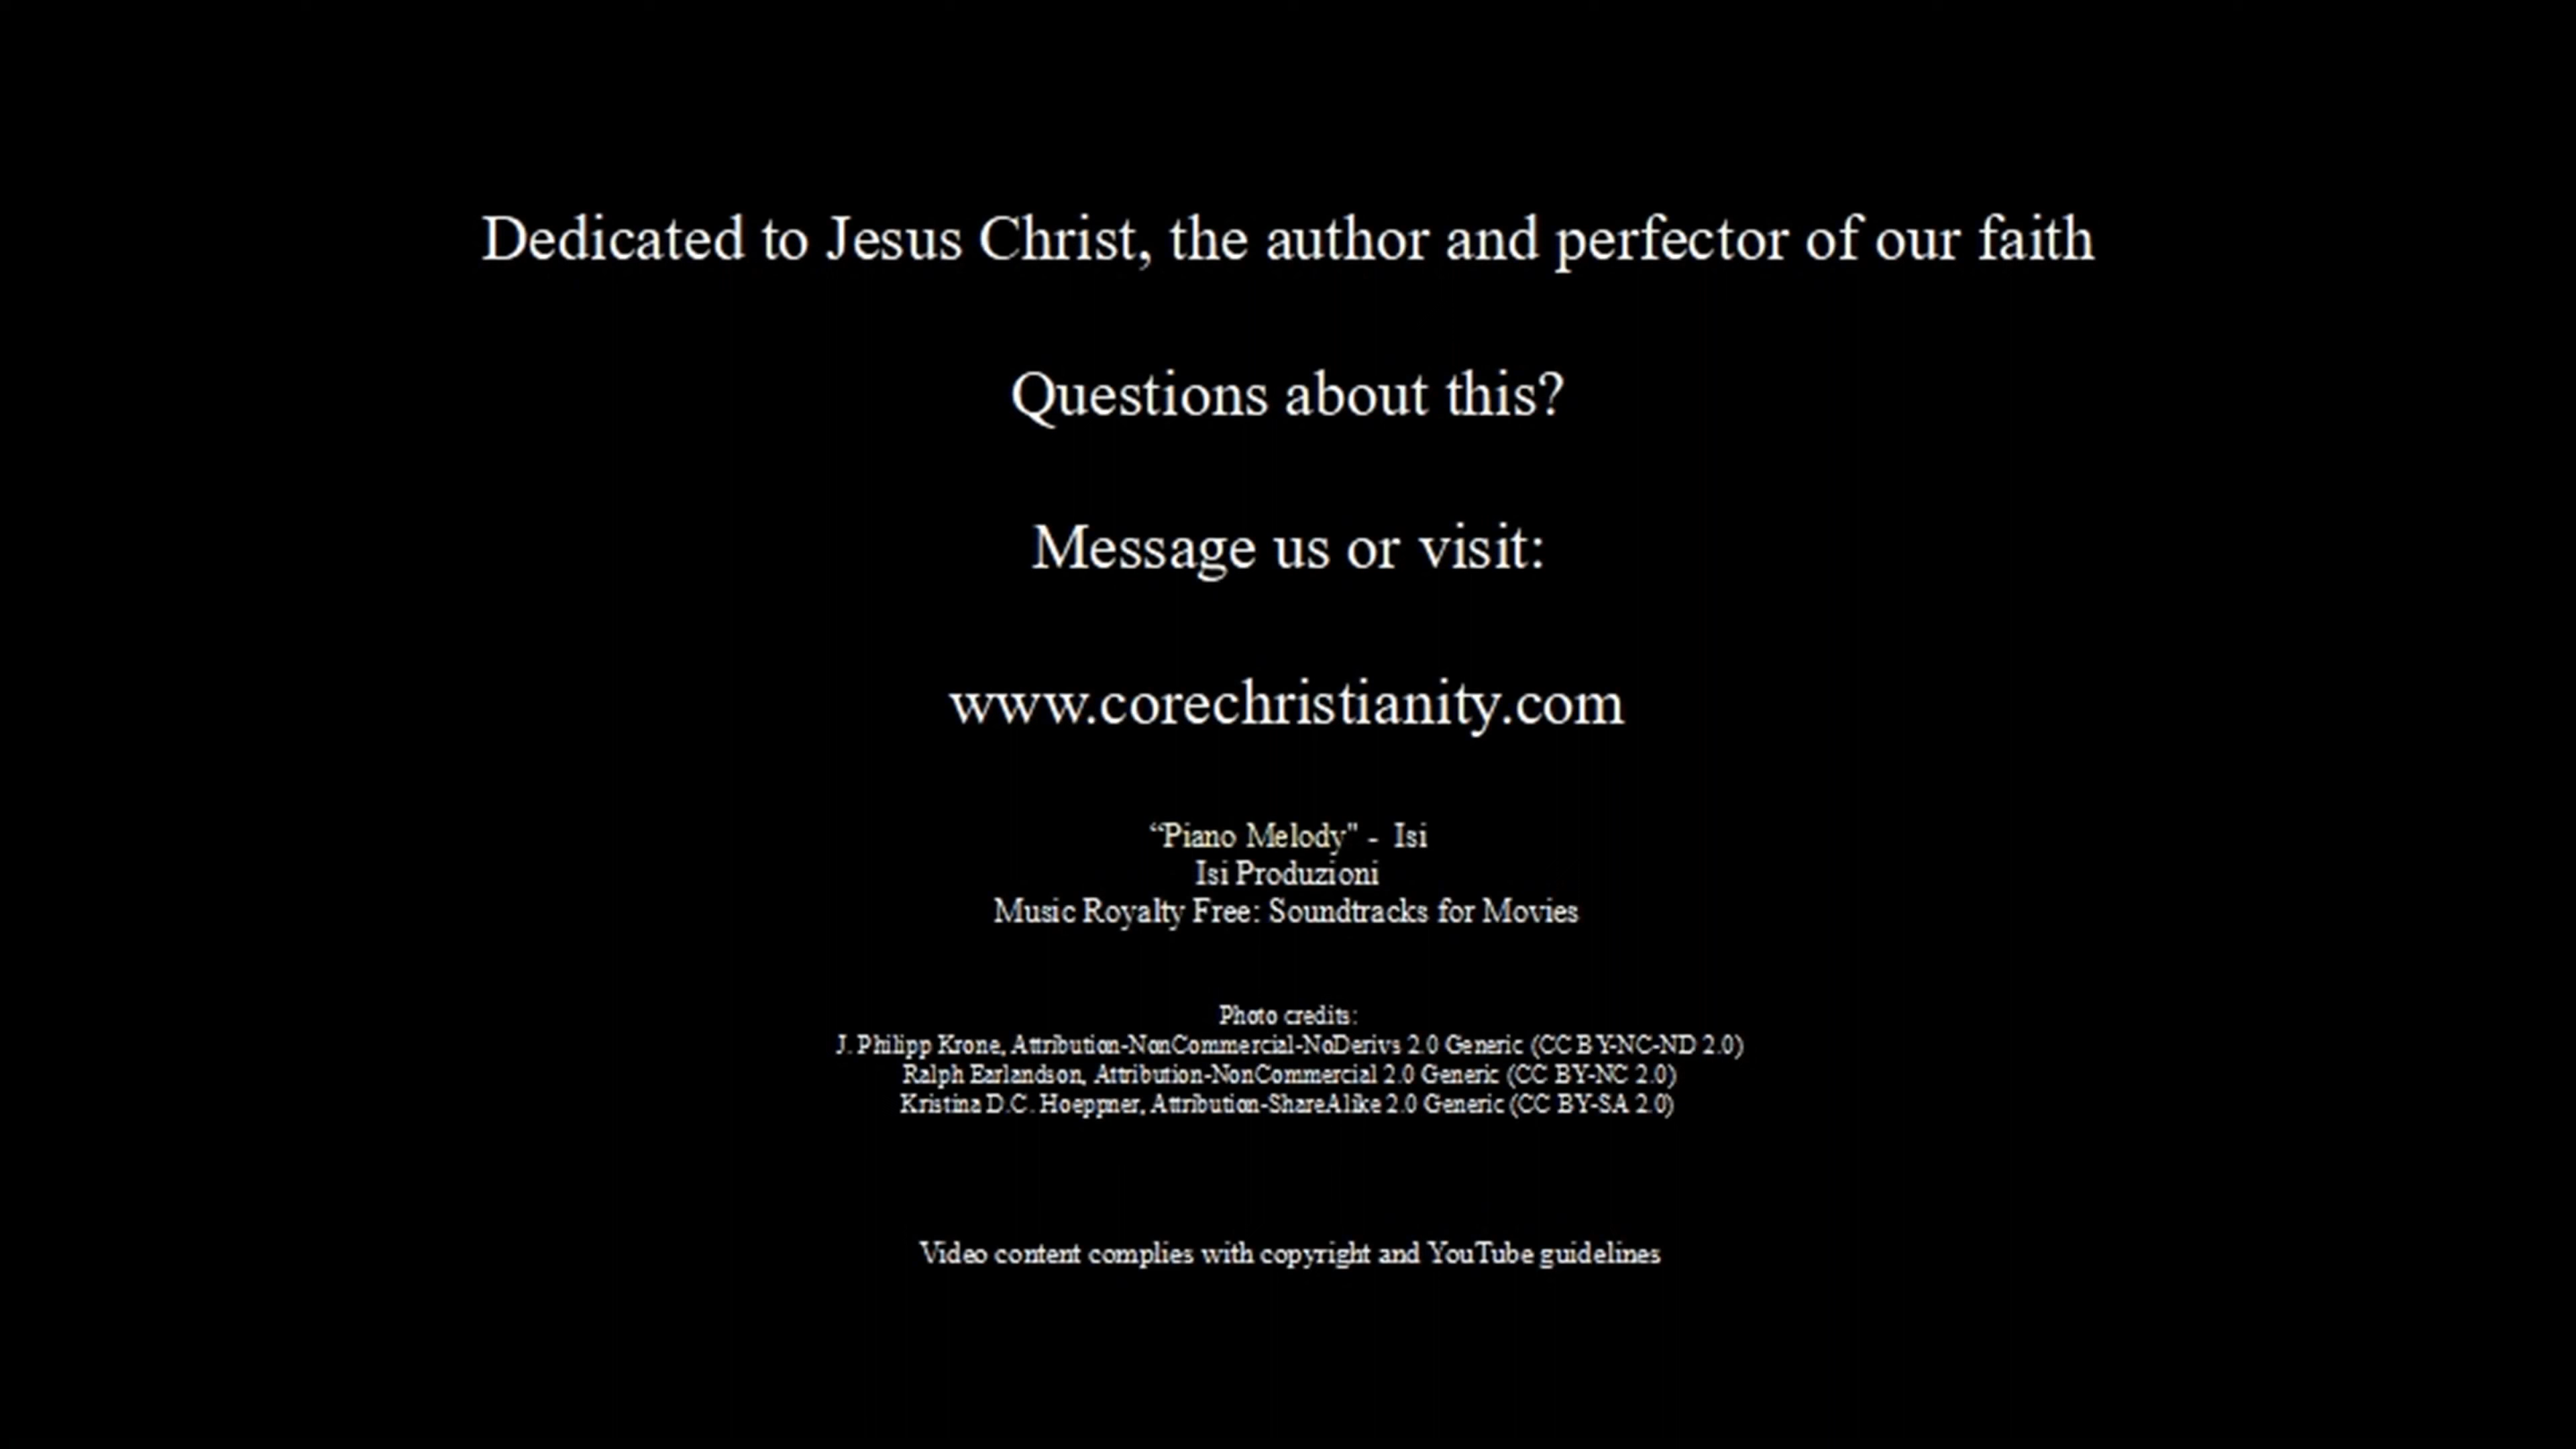 Dedicated to Jesus Christ, the author and perfector of our faith
Questions about this?
Message us or visit:
www.corechristianity.com
“Piano Melody" - Isi
Isi Produzioni
Music Royalty Free: Soundtracks for Movies
Photo credits:
J. Philipp Krone, Attribution-NonCommercial-NoDerivs 2.0 Generic (CC BY-NC-ND 2.0)
Ralph Earlandson, Attribution-NonCommercial 2.0 Generic (CC BY-NC 2.0)
Kristina D.C. Hoeppner, Attribution-ShareAlike 2.0 Generic (CC BY-SA 2.0)
Video content complies with copyright and YouTube guidelines